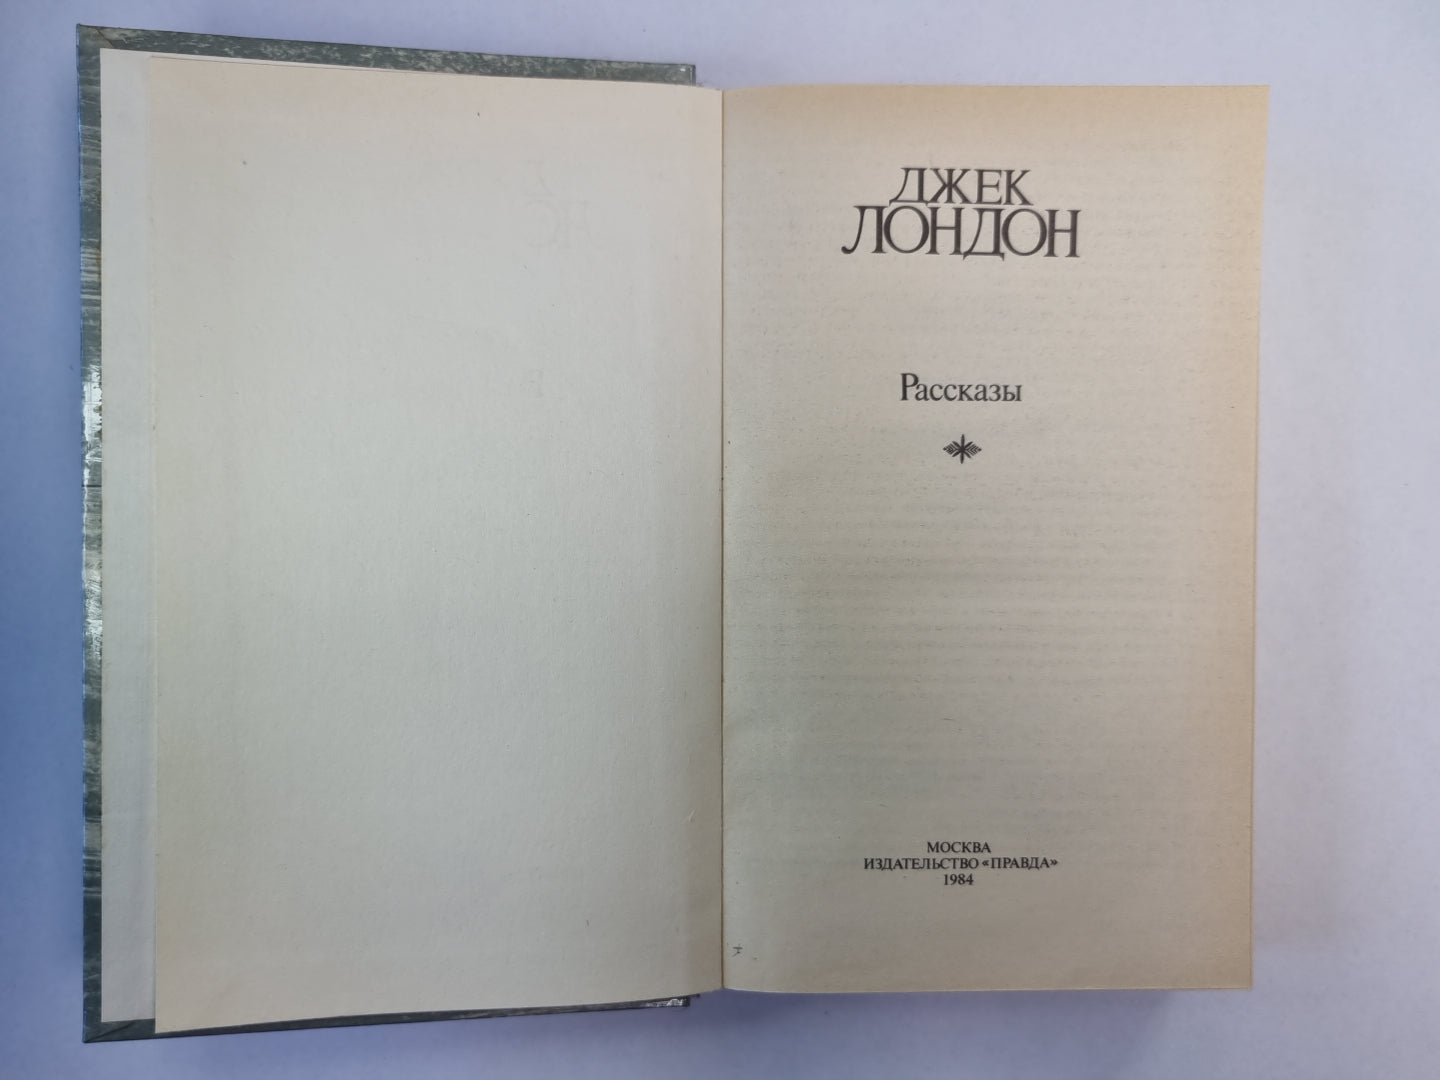 ДЖЕК
ЛОНДОН
Рассказы
МОСКВА
ИЗДАТЕЛЬСТВО «ПРАВДА»
1984